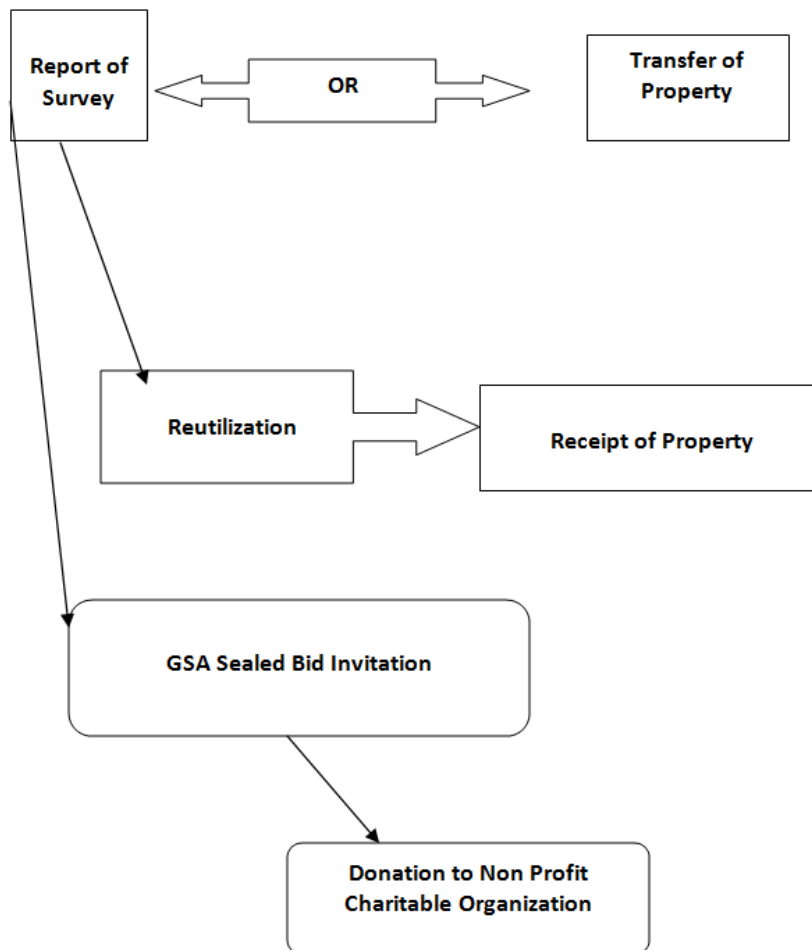 Report of
Survey
OR
Transfer of
Property
Reutilization
Receipt of Property
GSA Sealed Bid Invitation
Donation to Non Profit
Charitable Organization